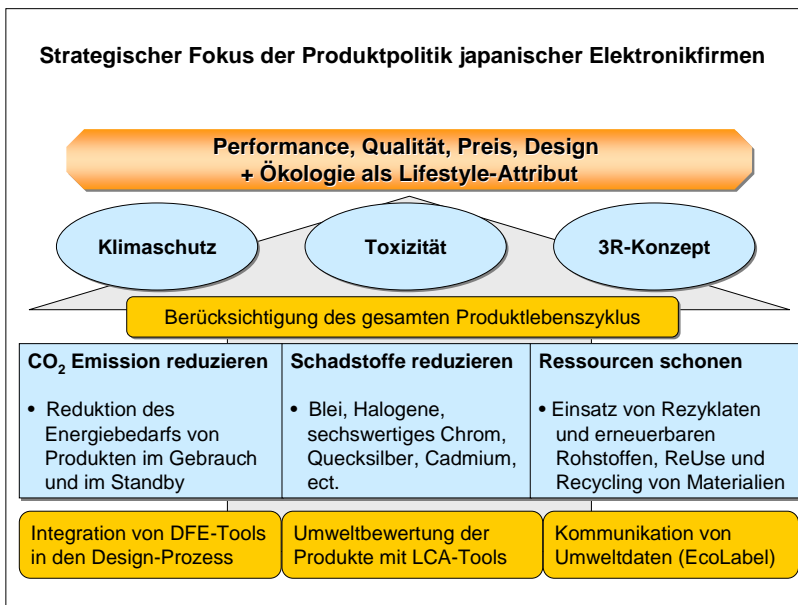 Strategischer Fokus der Produktpolitik japanischer Elektronikfirmen
Performance, Qualität, Preis, Design
+ Ökologie als Lifestyle-Attribut
Klimaschutz
Toxizität
3R-Konzept
Berücksichtigung des gesamten Produktlebenszyklus
CO₂ Emission reduzieren
• Reduktion des
Energiebedarfs von
Produkten im Gebrauch
und im Standby
Schadstoffe reduzieren
• Blei, Halogene,
sechswertiges Chrom,
Quecksilber, Cadmium,
ect.
Ressourcen schonen
• Einsatz von Rezyklaten
und erneuerbaren
Rohstoffen, ReUse und
Recycling von Materialien
Integration von DFE-Tools
in den Design-Prozess
Umweltbewertung der
Produkte mit LCA-Tools
Kommunikation von
Umweltdaten (EcoLabel)